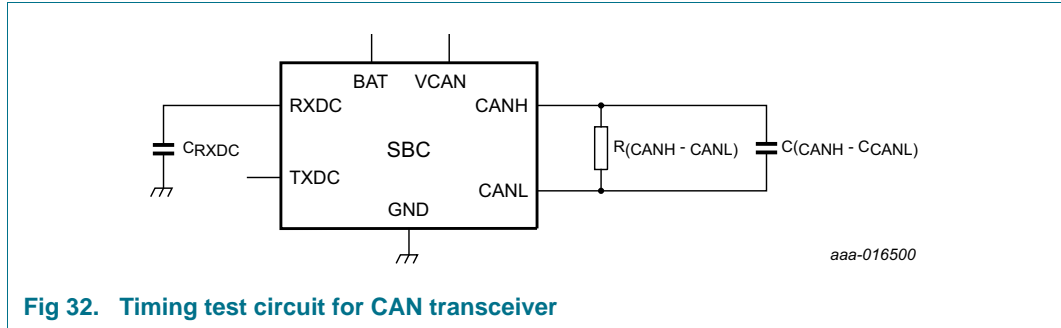 BAT VCAN
RXDC CANH
CRXDC SBC R(CANH - CANL) C(CANH - CCANL)
TXDC CANL
GND
aaa-016500
Fig 32. Timing test circuit for CAN transceiver